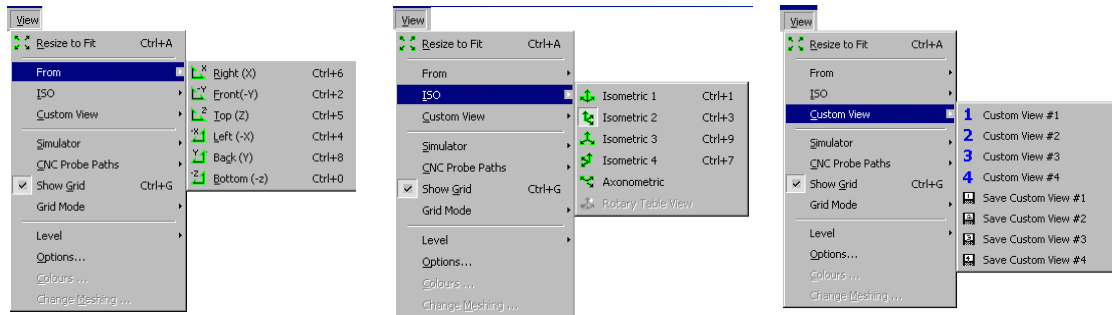 View
Resize to Fit Ctrl+A
From
ISO
Custom View
Simulator
CNC Probe Paths
Show Grid Ctrl+G
Grid Mode
Level
Options...
Colours ...
Change Meshing ...
X Right (X) Ctrl+6
-Y Front(-Y) Ctrl+2
Z Top (Z) Ctrl+5
-X Left (-X) Ctrl+4
Y Back (Y) Ctrl+8
-Z Bottom (-z) Ctrl+0
View
Resize to Fit Ctrl+A
From
ISO
Custom View
Simulator
CNC Probe Paths
Show Grid Ctrl+G
Grid Mode
Level
Options...
Colours ...
Change Meshing ...
Isometric 1 Ctrl+1
Isometric 2 Ctrl+3
Isometric 3 Ctrl+9
Isometric 4 Ctrl+7
Axonometric
Rotary Table View
View
Resize to Fit Ctrl+A
From
ISO
Custom View
Simulator
CNC Probe Paths
Show Grid Ctrl+G
Grid Mode
Level
Options...
Colours ...
Change Meshing ...
1 Custom View #1
2 Custom View #2
3 Custom View #3
4 Custom View #4
1 Save Custom View #1
2 Save Custom View #2
3 Save Custom View #3
4 Save Custom View #4